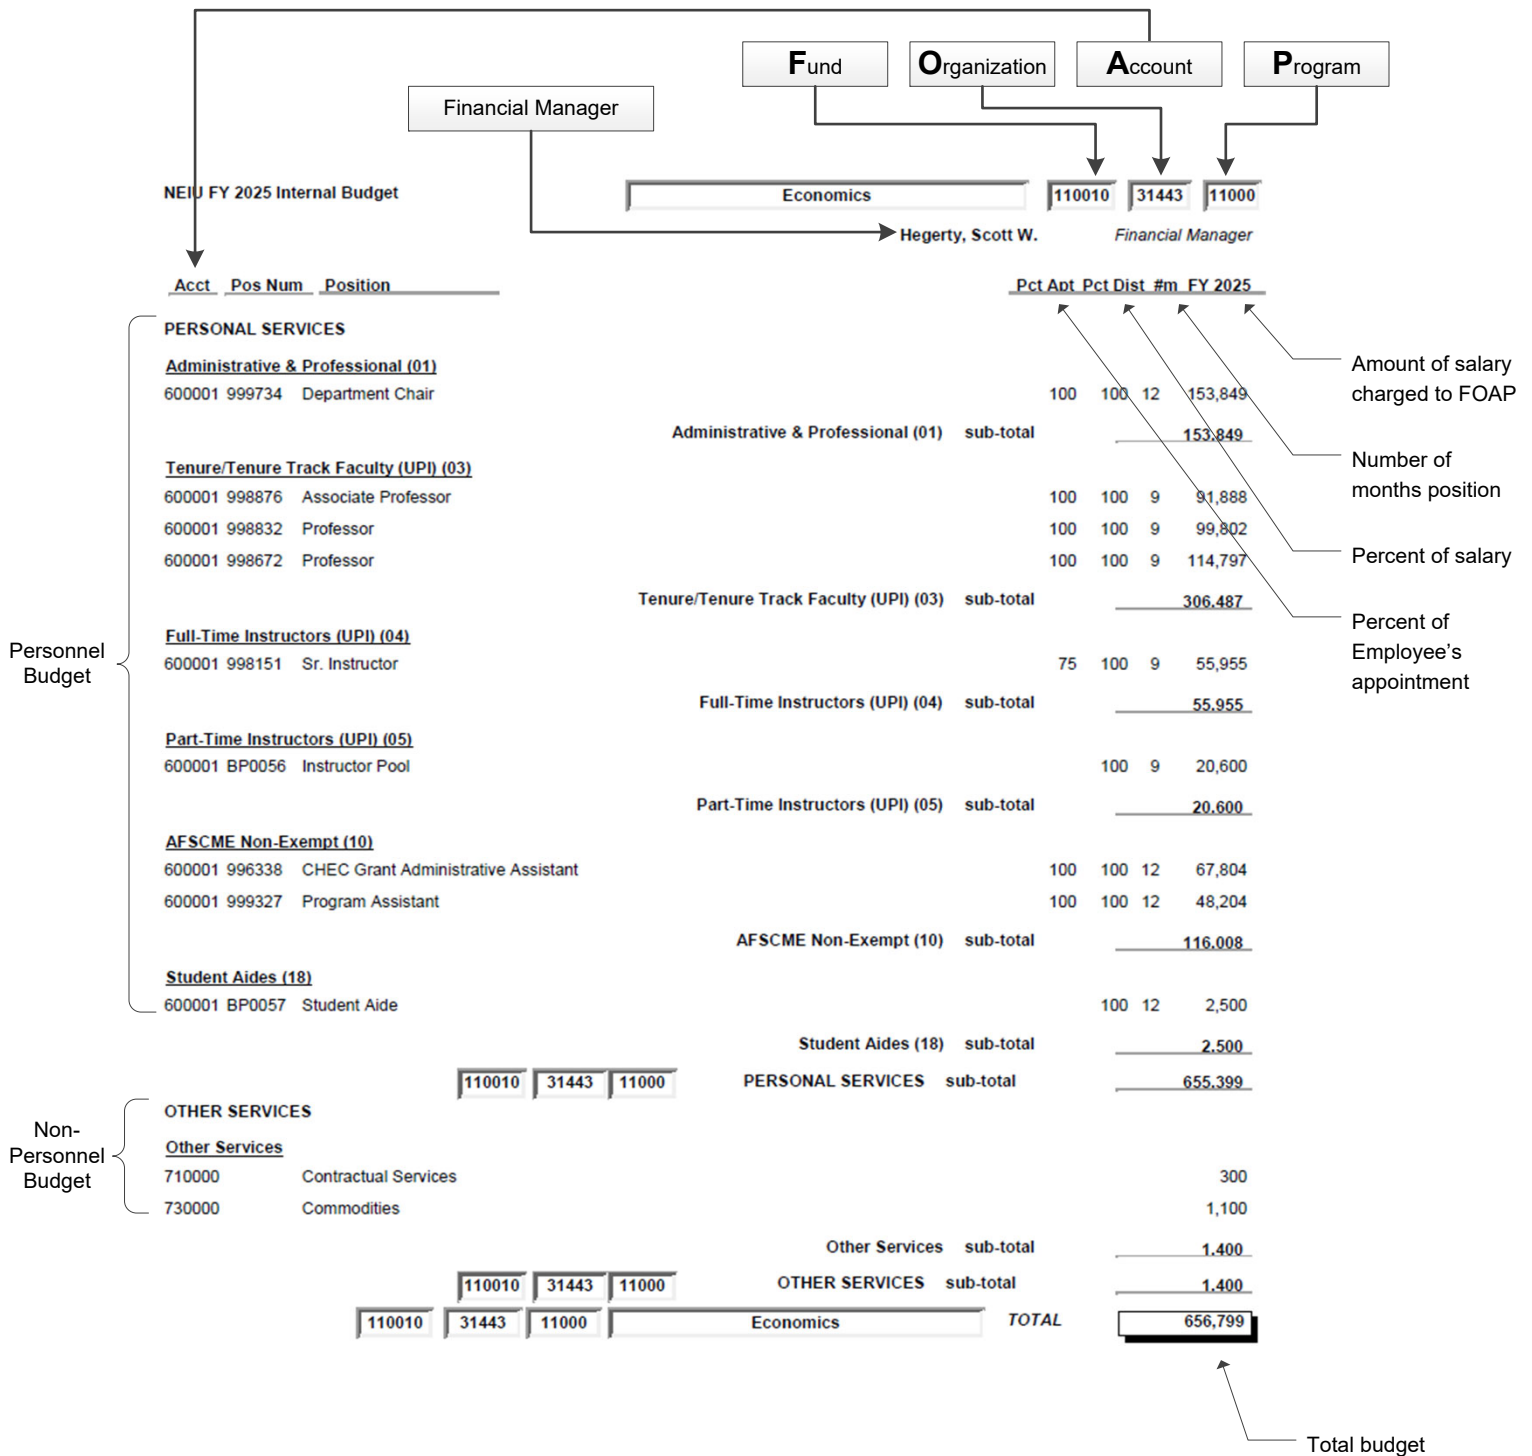 Fund Organization Account Program
Financial Manager
NEIU FY 2025 Internal Budget Economics 110010 31443 11000
Hegerty, Scott W. Financial Manager
Acct Pos Num Position Pct Apt Pct Dist #m FY 2025
PERSONAL SERVICES
Administrative & Professional (01)
600001 999734 Department Chair 100 100 12 153,849
Administrative & Professional (01) sub-total 153.849
Tenure/Tenure Track Faculty (UPI) (03)
600001 998876 Associate Professor 100 100 9 91,888
600001 998832 Professor 100 100 9 99,802
600001 998672 Professor 100 100 9 114,797
Tenure/Tenure Track Faculty (UPI) (03) sub-total 306.487
Full-Time Instructors (UPI) (04)
600001 998151 Sr. Instructor 75 100 9 55,955
Full-Time Instructors (UPI) (04) sub-total 55.955
Part-Time Instructors (UPI) (05)
600001 BP0056 Instructor Pool 100 9 20,600
Part-Time Instructors (UPI) (05) sub-total 20.600
AFSCME Non-Exempt (10)
600001 996338 CHEC Grant Administrative Assistant 100 100 12 67,804
600001 999327 Program Assistant 100 100 12 48,204
AFSCME Non-Exempt (10) sub-total 116.008
Student Aides (18)
600001 BP0057 Student Aide 100 12 2,500
Student Aides (18) sub-total 2.500
110010 31443 11000 PERSONAL SERVICES sub-total 655.399
OTHER SERVICES
Other Services
710000 Contractual Services 300
730000 Commodities 1,100
Other Services sub-total 1.400
110010 31443 11000 OTHER SERVICES sub-total 1.400
110010 31443 11000 Economics TOTAL 656,799
Personnel
Budget
Non-
Personnel
Budget
Amount of salary
charged to FOAP
Number of
months position
Percent of salary
Percent of
Employee’s
appointment
Total budget